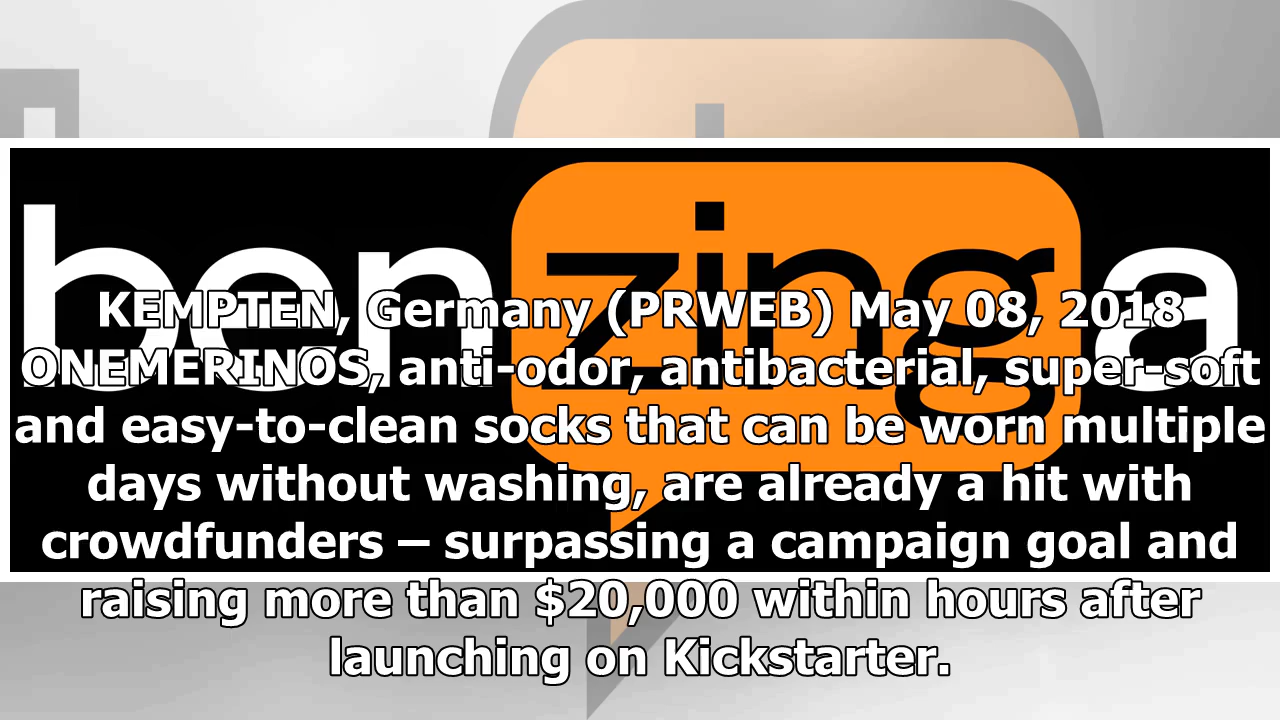 benzinga
KEMPTEN, Germany (PRWEB) May 08, 2018
ONEMERINOS, anti-odor, antibacterial, super-soft
and easy-to-clean socks that can be worn multiple
days without washing, are already a hit with
crowdfunders – surpassing a campaign goal and
raising more than $20,000 within hours after
launching on Kickstarter.